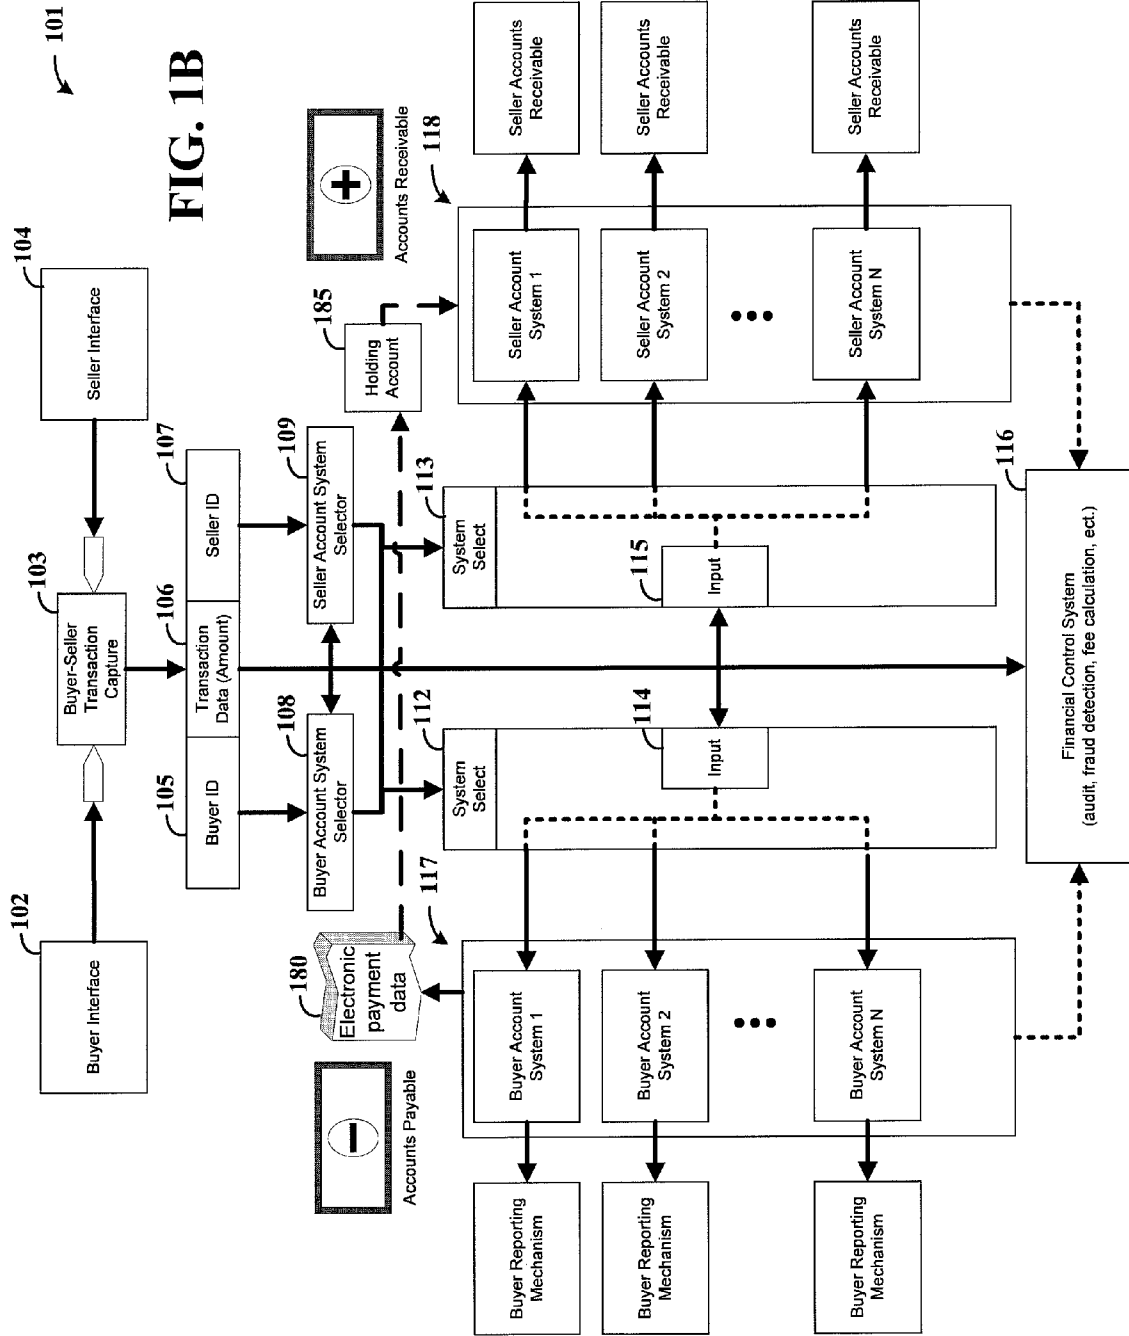 FIG. 1B
101
102
Buyer Interface
103
Buyer-Seller
Transaction
Capture
104
Seller Interface
105
Buyer ID
106
Transaction
Data (Amount)
107
Seller ID
108
Buyer Account System
Selector
109
Seller Account System
Selector
Accounts Payable
180
Electronic
payment
data
185
Holding
Account
Accounts Receivable
117
112
System
Select
113
System
Select
118
Buyer Reporting
Mechanism
Buyer Account
System 1
Seller Account
System 1
Seller Accounts
Receivable
Buyer Reporting
Mechanism
Buyer Account
System 2
114
Input
115
Input
Seller Account
System 2
Seller Accounts
Receivable
Buyer Reporting
Mechanism
Buyer Account
System N
Seller Account
System N
Seller Accounts
Receivable
116
Financial Control System
(audit, fraud detection, fee calculation, ect.)